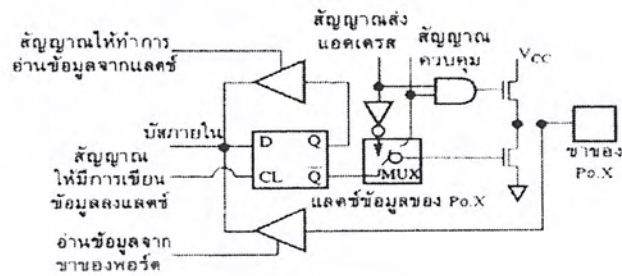 สัญญาณส่ง
แอดเดรส
สัญญาณ
ควบคุม
VCC
สัญญาณให้ทำการ
อ่านข้อมูลจากแลตช์
บัสภายใน
D
Q
CL
Q̅
MUX
สัญญาณ
ให้มีการเขียน
ข้อมูลลงแลตช์
แลตช์ข้อมูลของ Po.X
ขาของ
Po.X
อ่านข้อมูลจาก
ขาของพอร์ต